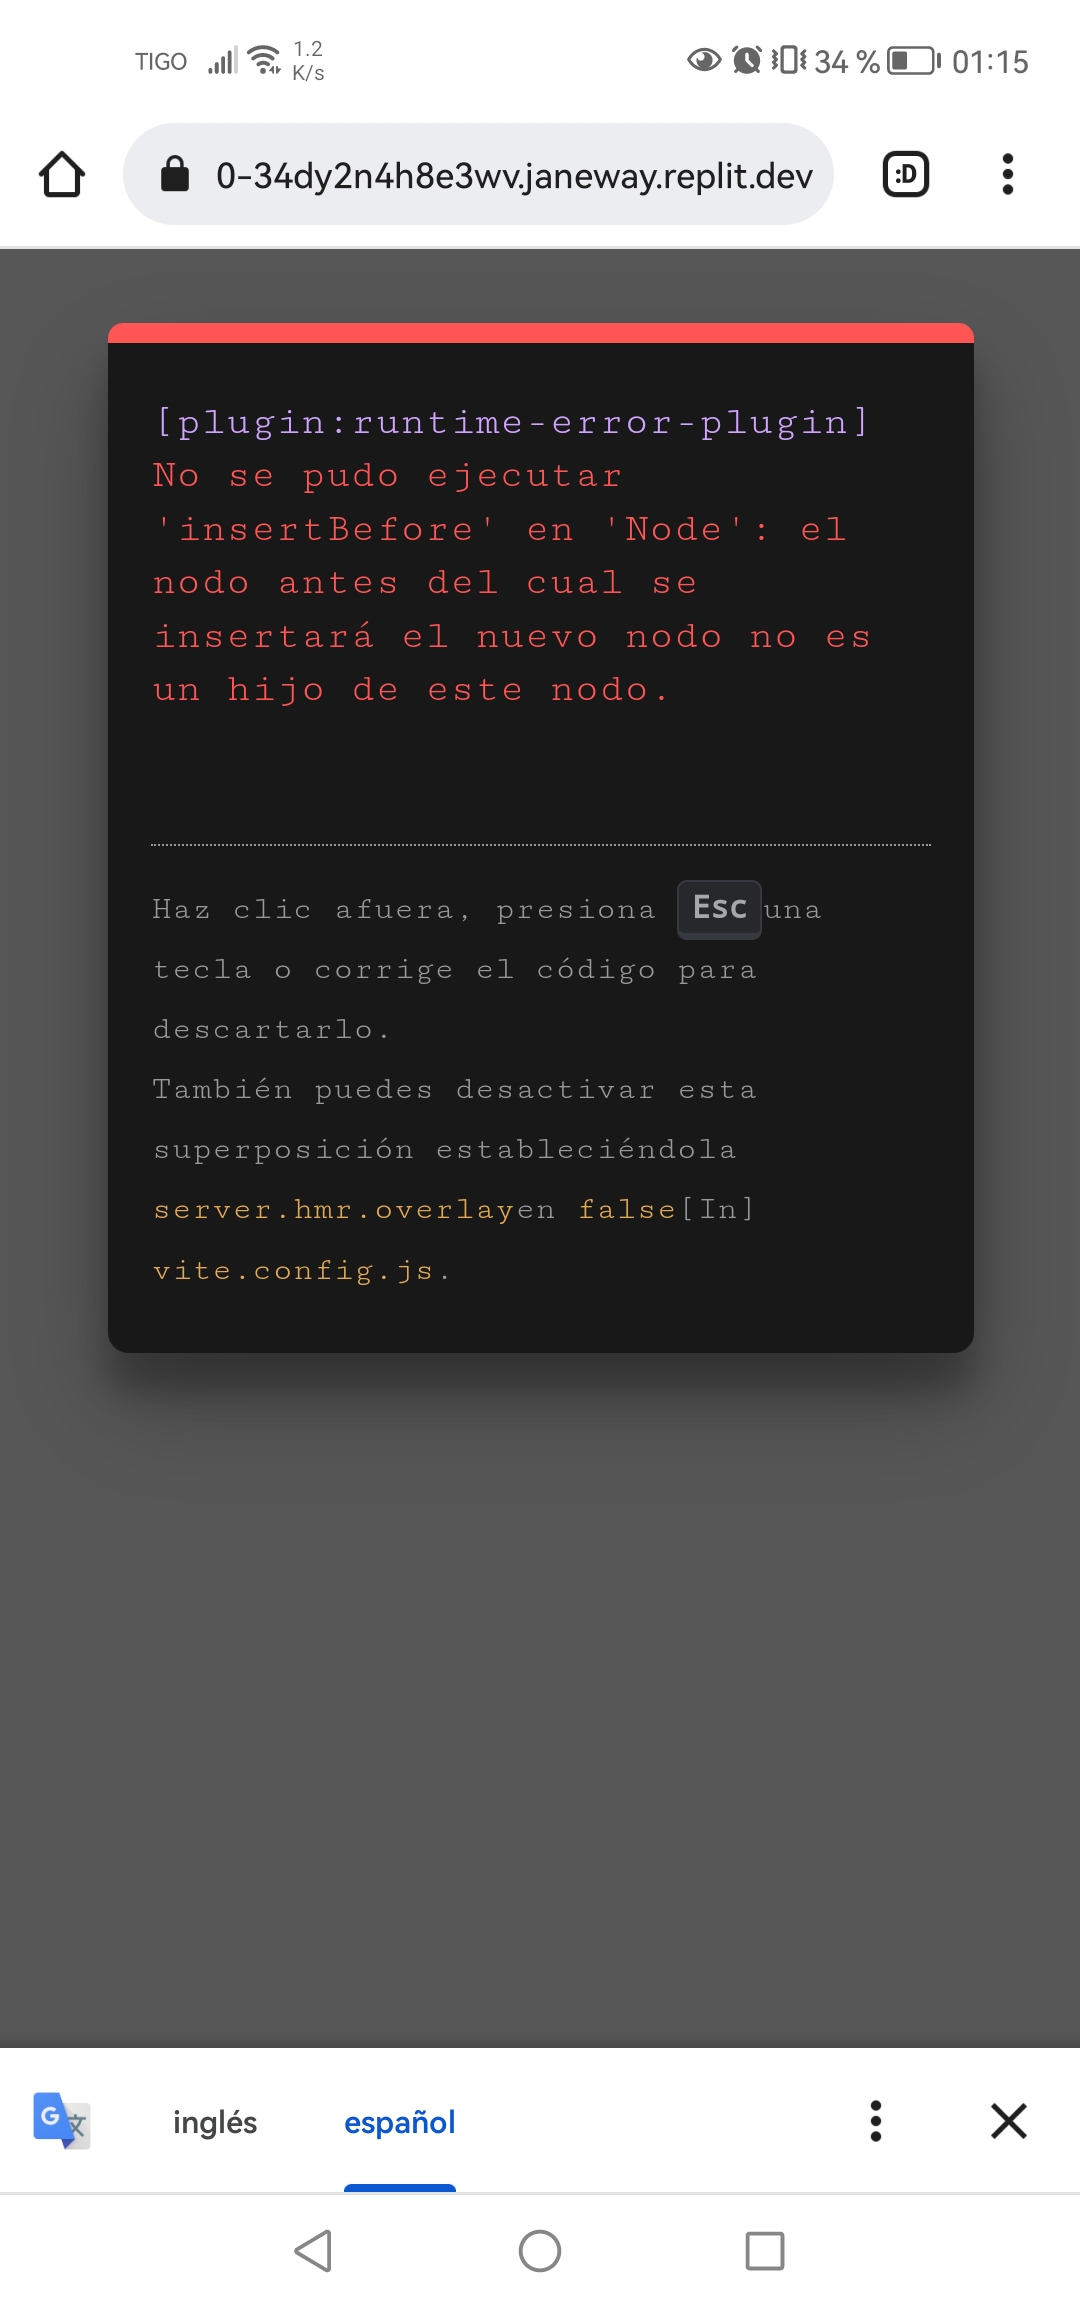 TIGO 1.2 K/s 34 % 01:15
0-34dy2n4h8e3wv.janeway.replit.dev :D
[plugin:runtime-error-plugin]
No se pudo ejecutar
'insertBefore' en 'Node': el
nodo antes del cual se
insertará el nuevo nodo no es
un hijo de este nodo.
Haz clic afuera, presiona Esc una
tecla o corrige el código para
descartarlo.
También puedes desactivar esta
superposición estableciéndola
server.hmr.overlayen false[In]
vite.config.js.
G 文 inglés español